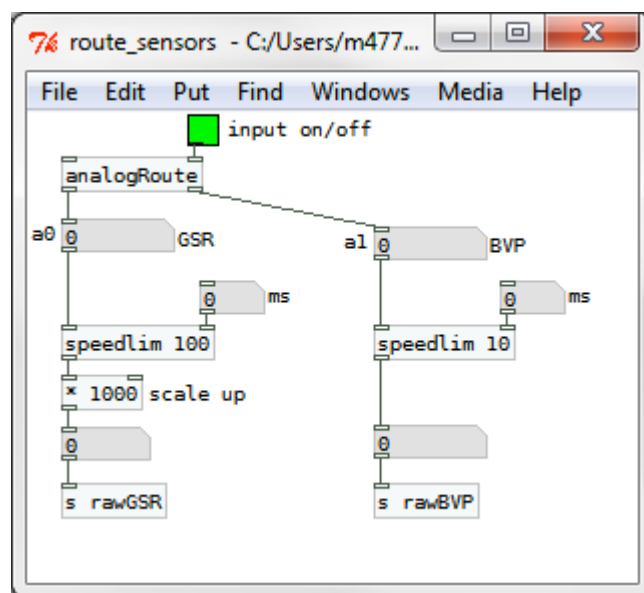 route_sensors - C:/Users/m477...
File Edit Put Find Windows Media Help
input on/off
analogRoute
a0 0 GSR
a1 0 BVP
0 ms
0 ms
speedlim 100
speedlim 10
* 1000 scale up
0
0
s rawGSR
s rawBVP